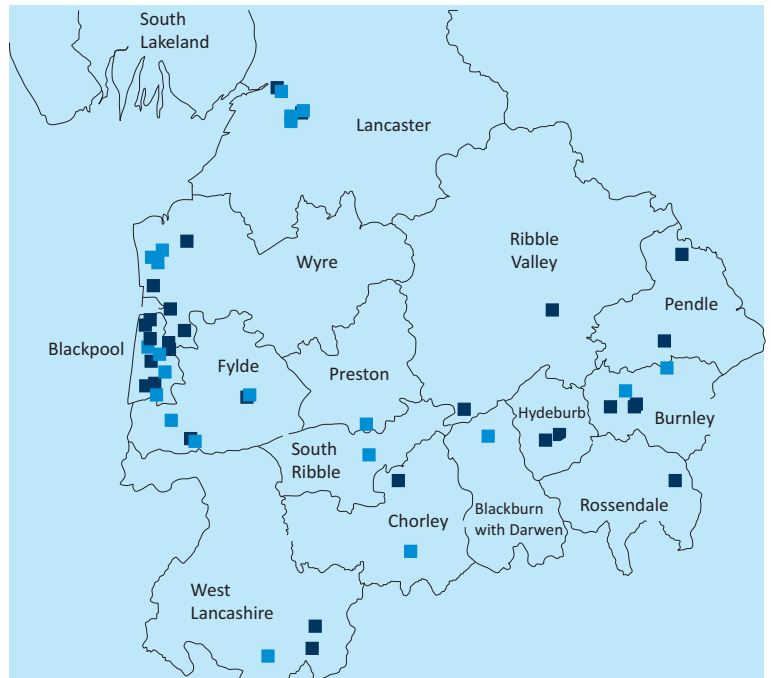 South
Lakeland
Lancaster
Wyre
Ribble
Valley
Pendle
Blackpool
Fylde
Preston
Hydeburb
Burnley
South
Ribble
Chorley
Blackburn
with Darwen
Rossendale
West
Lancashire